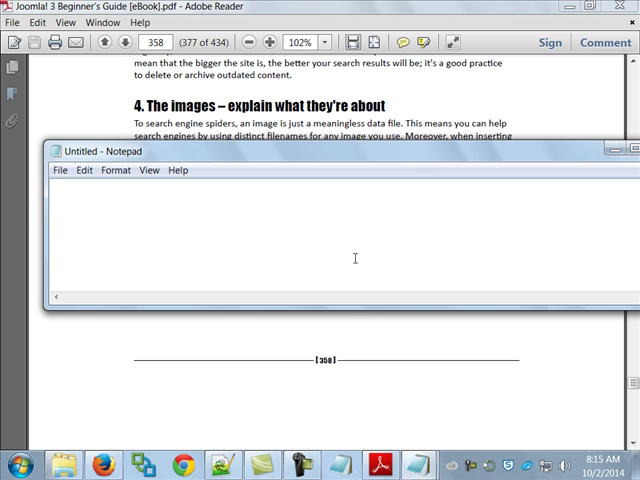 Joomla! 3 Beginner's Guide [eBook].pdf - Adobe Reader
File Edit View Window Help
358 (377 of 434) 102% Sign Comment
mean that the bigger the site is, the better your search results will be; it's a good practice
to delete or archive outdated content.
4. The images – explain what they're about
To search engine spiders, an image is just a meaningless data file. This means you can help
search engines by using distinct filenames for any image you use. Moreover, when inserting
Untitled - Notepad
File Edit Format View Help
[ 358 ]
8:15 AM
10/2/2014